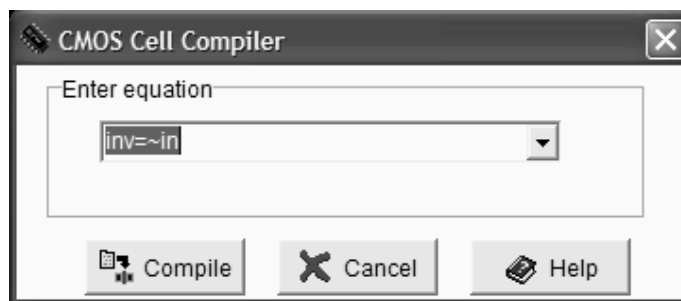 CMOS Cell Compiler
Enter equation
inv=~in
Compile Cancel Help